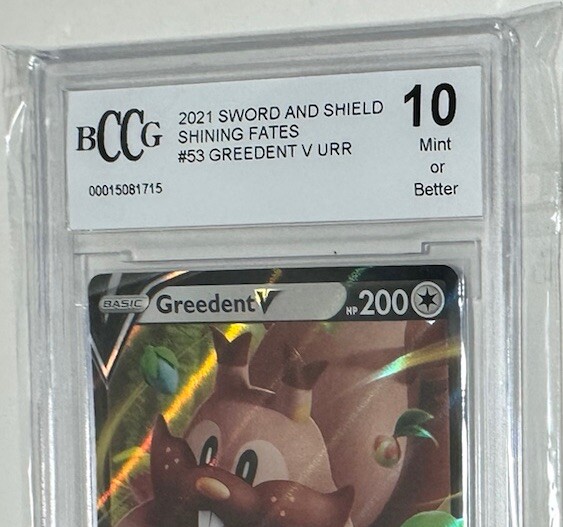 BCCG
2021 SWORD AND SHIELD
SHINING FATES
#53 GREEDENT V URR
00015081715
10
Mint
or
Better
BASIC Greedent V HP 200